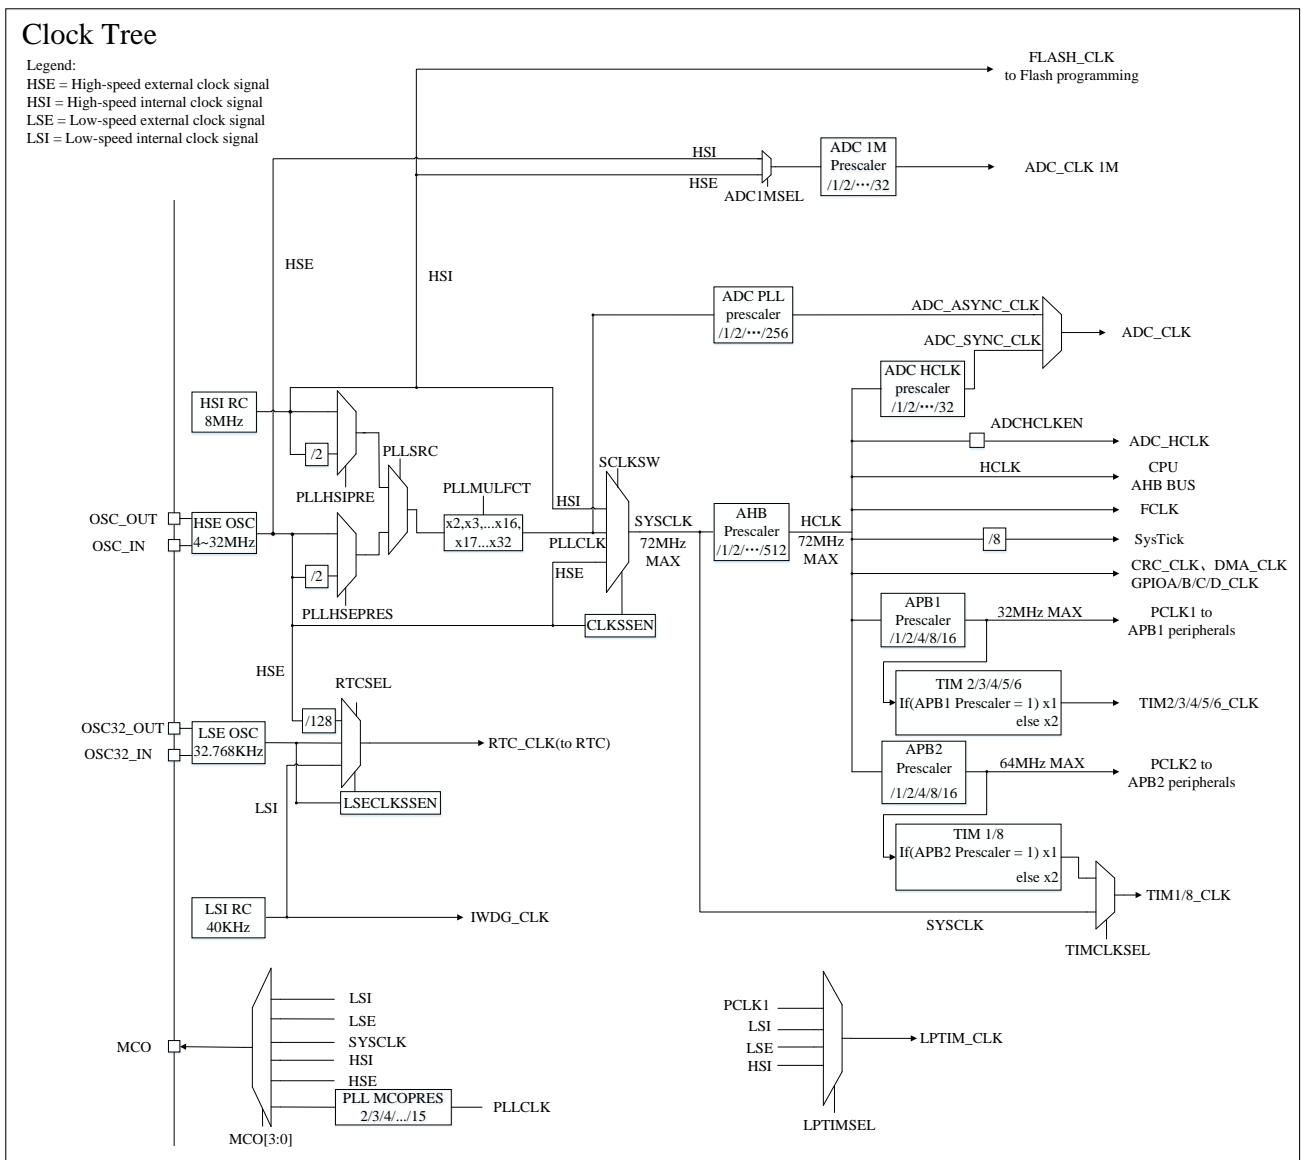 Clock Tree
Legend:
HSE = High-speed external clock signal
HSI = High-speed internal clock signal
LSE = Low-speed external clock signal
LSI = Low-speed internal clock signal
FLASH_CLK
to Flash programming
HSI
HSE
ADC1MSEL
ADC 1M
Prescaler
/1/2/···/32
ADC_CLK 1M
HSE
HSI
ADC PLL
prescaler
/1/2/···/256
ADC_ASYNC_CLK
ADC_SYNC_CLK
ADC_CLK
ADC HCLK
prescaler
/1/2/···/32
HSI RC
8MHz
/2
PLLHSIPRE
PLLSRC
PLLMULFCT
x2,x3,...x16,
x17...x32
OSC_OUT
OSC_IN
HSE OSC
4~32MHz
/2
PLLHSEPRES
SCLKSW
HSI
PLLCLK
HSE
CLKSSEN
SYSCLK
72MHz
MAX
AHB
Prescaler
/1/2/···/512
HCLK
72MHz
MAX
ADCHCLKEN
ADC_HCLK
HCLK
CPU
AHB BUS
FCLK
/8
SysTick
CRC_CLK、DMA_CLK
GPIOA/B/C/D_CLK
APB1
Prescaler
/1/2/4/8/16
32MHz MAX
PCLK1 to
APB1 peripherals
TIM 2/3/4/5/6
If(APB1 Prescaler = 1) x1
else x2
TIM2/3/4/5/6_CLK
APB2
Prescaler
/1/2/4/8/16
64MHz MAX
PCLK2 to
APB2 peripherals
TIM 1/8
If(APB2 Prescaler = 1) x1
else x2
TIM1/8_CLK
SYSCLK
TIMCLKSEL
HSE
RTCSEL
/128
OSC32_OUT
OSC32_IN
LSE OSC
32.768KHz
RTC_CLK(to RTC)
LSI
LSECLKSSEN
LSI RC
40KHz
IWDG_CLK
MCO
LSI
LSE
SYSCLK
HSI
HSE
PLL MCOPRES
2/3/4/.../15
PLLCLK
MCO[3:0]
PCLK1
LSI
LSE
HSI
LPTIM_CLK
LPTIMSEL